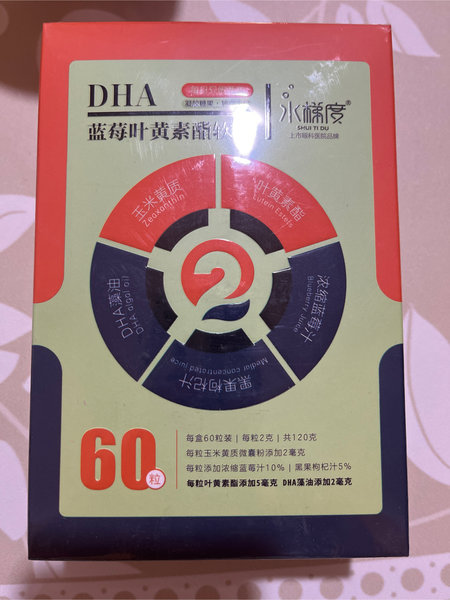 DHA
水梯度®
SHUI TI DU
上市眼科医院品牌
蓝莓叶黄素酯软
玉米黄质
Zeaxanthin
叶黄素酯
Lutein Esters
DHA藻油
DHA algal oil
浓缩蓝莓汁
Blueberry Juice
黑果枸杞汁
Medlar concentrated juice
2
60粒
每盒60粒装 | 每粒2克 | 共120克
每粒玉米黄质微囊粉添加2毫克
每粒添加浓缩蓝莓汁10% | 黑果枸杞汁5%
每粒叶黄素酯添加5毫克 DHA藻油添加2毫克